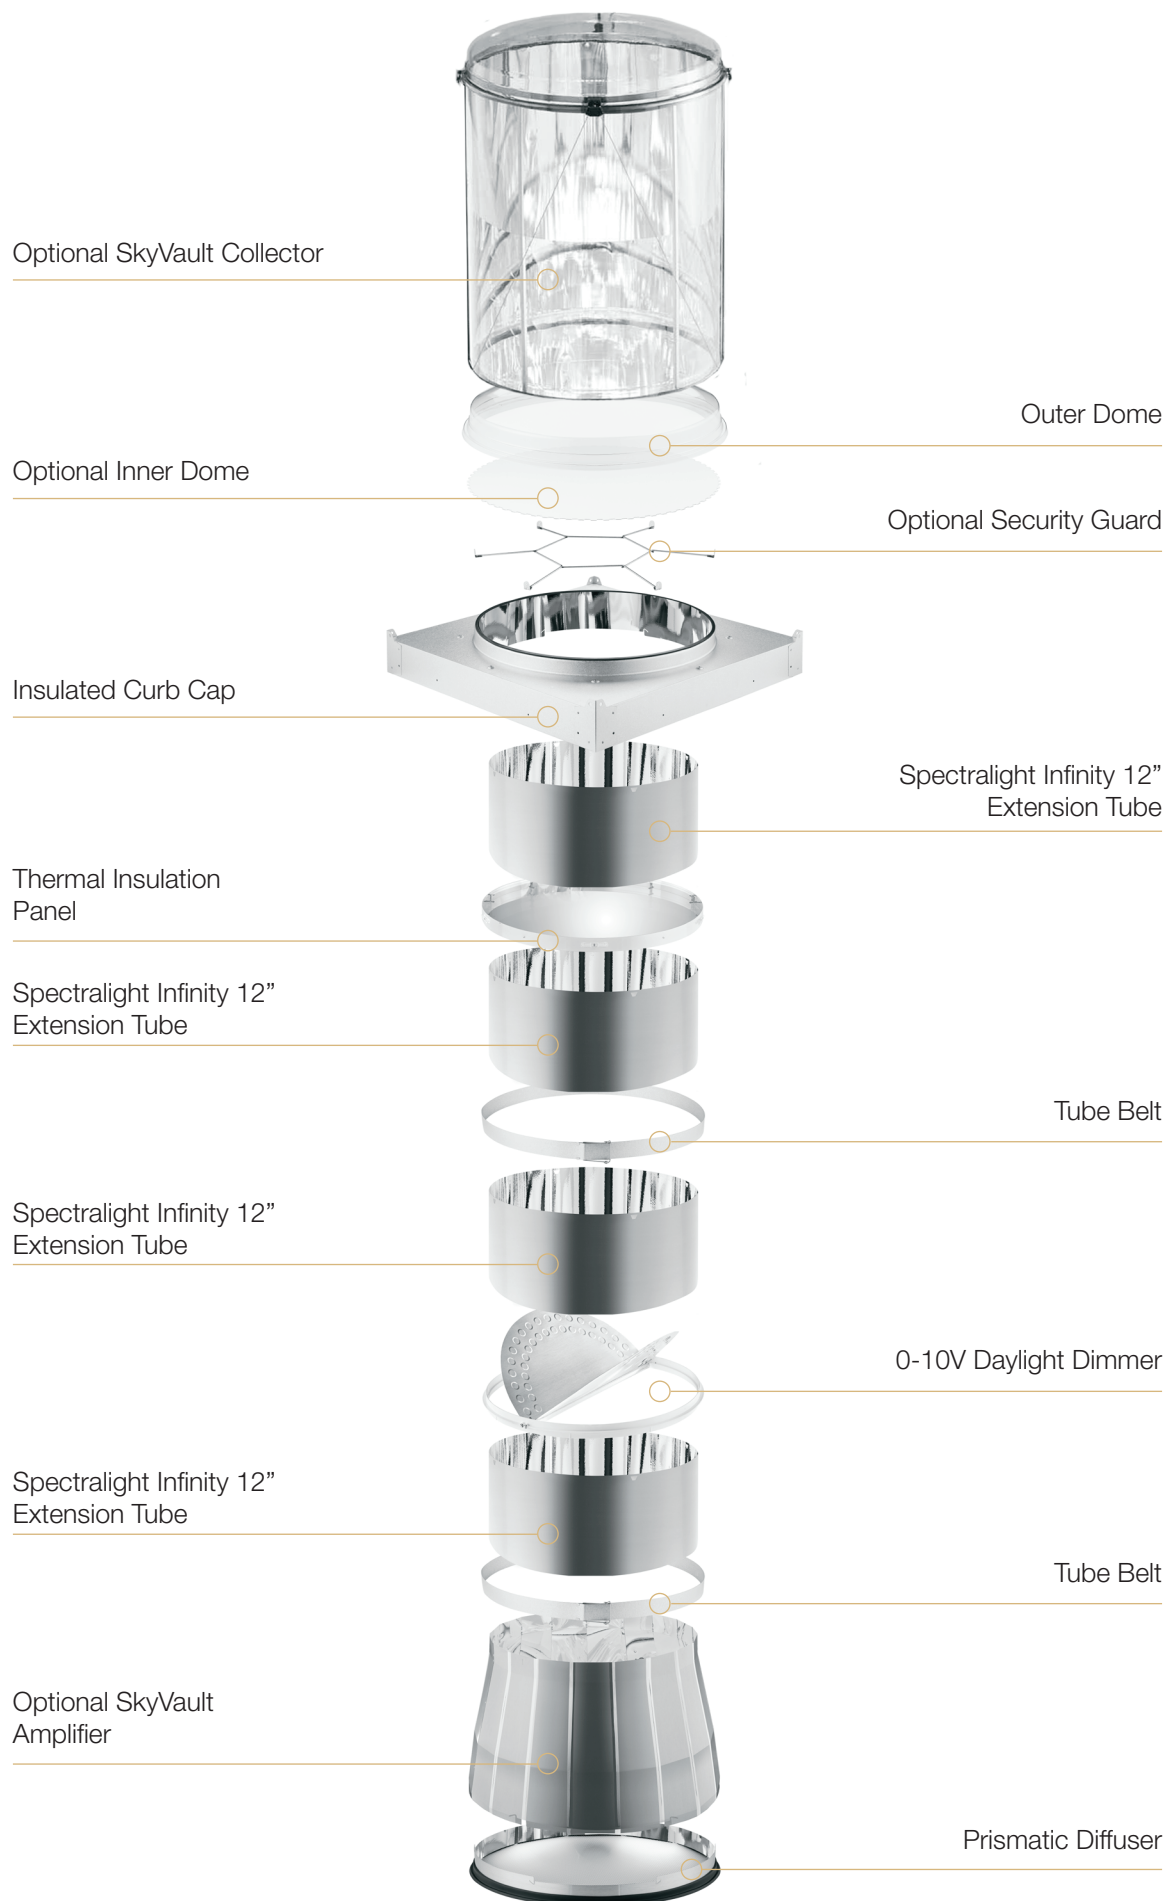 Optional SkyVault Collector
Outer Dome
Optional Inner Dome
Optional Security Guard
Insulated Curb Cap
Spectralight Infinity 12”
Extension Tube
Thermal Insulation
Panel
Spectralight Infinity 12”
Extension Tube
Tube Belt
Spectralight Infinity 12”
Extension Tube
0-10V Daylight Dimmer
Spectralight Infinity 12”
Extension Tube
Tube Belt
Optional SkyVault
Amplifier
Prismatic Diffuser